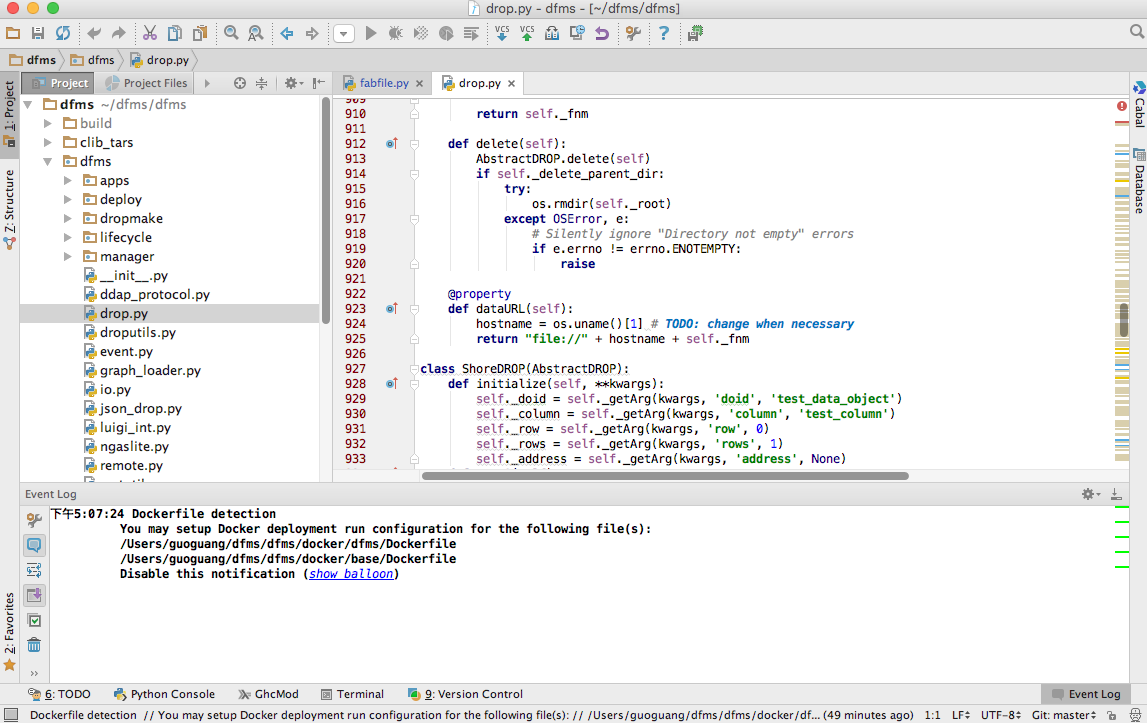 drop.py - dfms - [~/dfms/dfms]
VCS VCS
dfms dfms drop.py
Project Project Files
fabfile.py drop.py
1: Project
Z: Structure
2: Favorites
dfms ~/dfms/dfms
build
clib_tars
dfms
apps
deploy
dropmake
lifecycle
manager
__init__.py
ddap_protocol.py
drop.py
droputils.py
event.py
graph_loader.py
io.py
json_drop.py
luigi_int.py
ngaslite.py
remote.py
909
910 return self._fnm
911
912 def delete(self):
913 AbstractDROP.delete(self)
914 if self._delete_parent_dir:
915 try:
916 os.rmdir(self._root)
917 except OSError, e:
918 # Silently ignore "Directory not empty" errors
919 if e.errno != errno.ENOTEMPTY:
920 raise
921
922 @property
923 def dataURL(self):
924 hostname = os.uname()[1] # TODO: change when necessary
925 return "file://" + hostname + self._fnm
926
927 class ShoreDROP(AbstractDROP):
928 def initialize(self, **kwargs):
929 self._doid = self._getArg(kwargs, 'doid', 'test_data_object')
930 self._column = self._getArg(kwargs, 'column', 'test_column')
931 self._row = self._getArg(kwargs, 'row', 0)
932 self._rows = self._getArg(kwargs, 'rows', 1)
933 self._address = self._getArg(kwargs, 'address', None)
Cabal
Database
Event Log
下午5:07:24 Dockerfile detection
You may setup Docker deployment run configuration for the following file(s):
/Users/guoguang/dfms/dfms/docker/dfms/Dockerfile
/Users/guoguang/dfms/dfms/docker/base/Dockerfile
Disable this notification (show balloon)
6: TODO Python Console GhcMod Terminal 9: Version Control Event Log
Dockerfile detection // You may setup Docker deployment run configuration for the following file(s): // /Users/guoguang/dfms/dfms/docker/df... (49 minutes ago) 1:1 LF UTF-8 Git: master